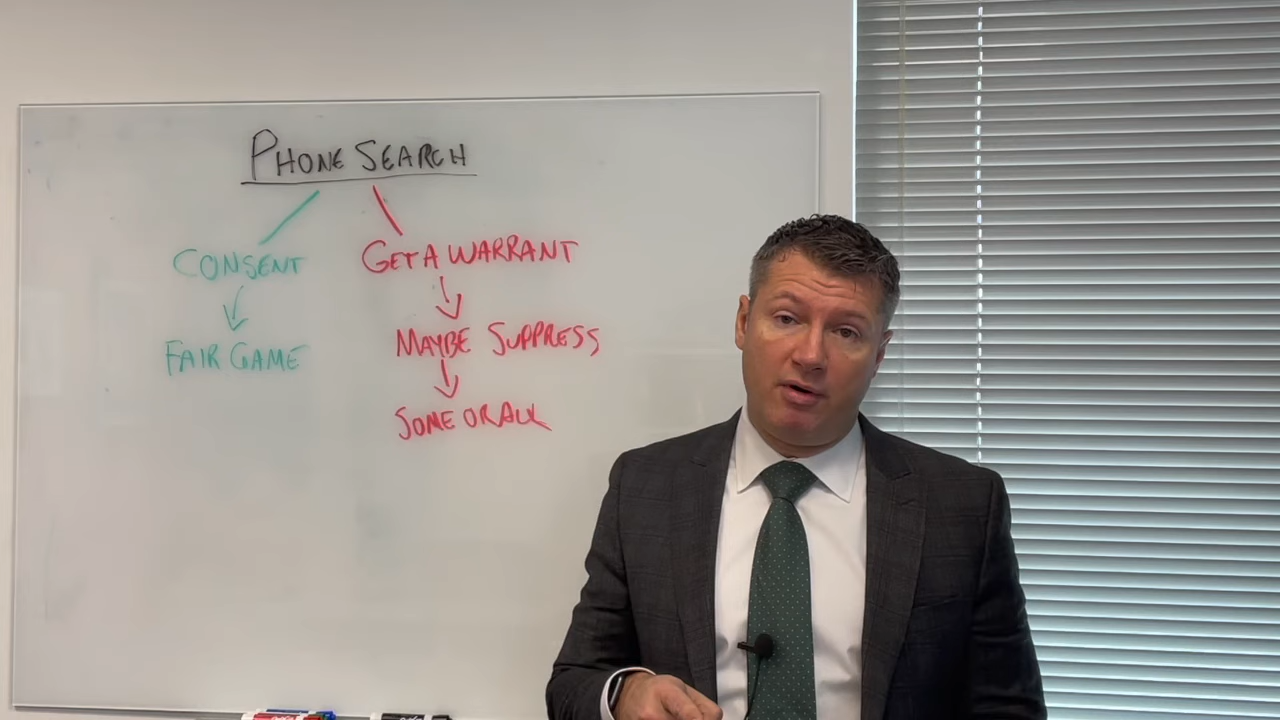 PHONE SEARCH
CONSENT
FAIR GAME
GET A WARRANT
MAYBE SUPPRESS
SOME OR ALL